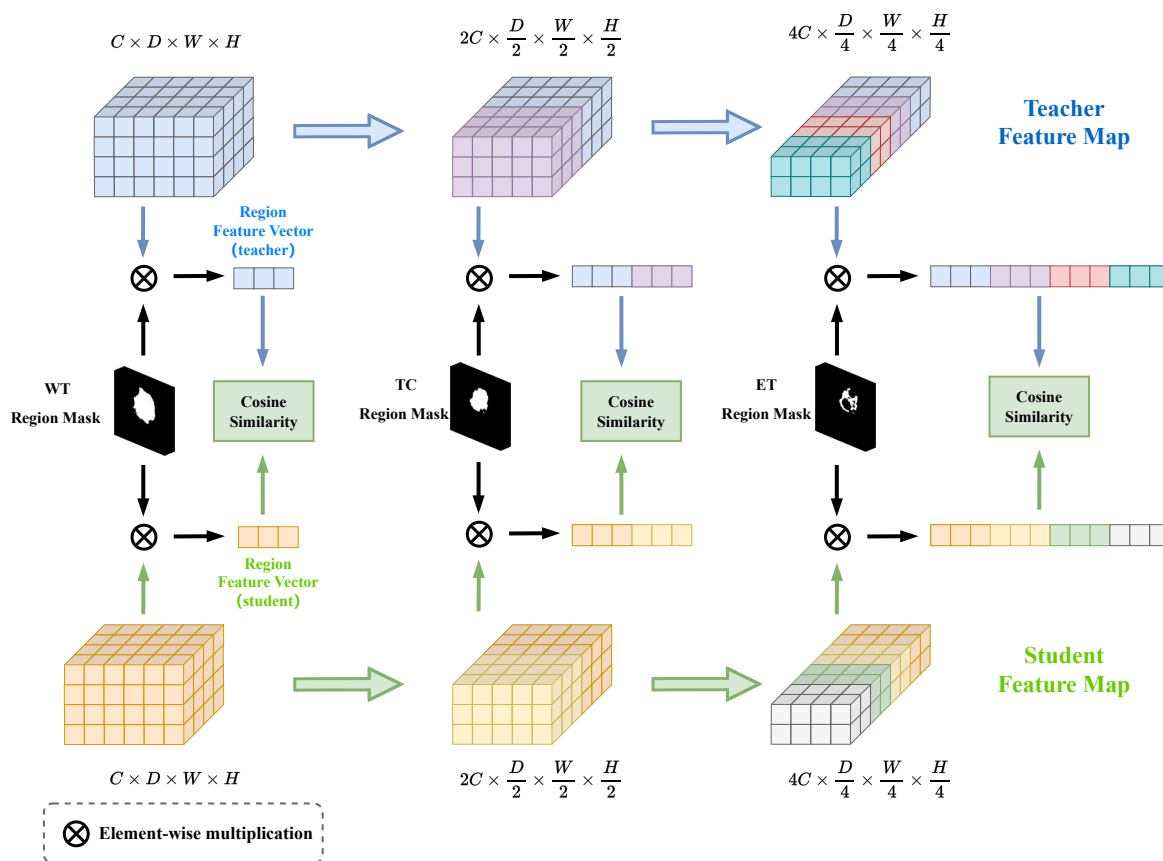 C × D × W × H
2C × D/2 × W/2 × H/2
4C × D/4 × W/4 × H/4
Teacher
Feature Map
Region
Feature Vector
(teacher)
WT
Region Mask
Cosine
Similarity
TC
Region Mask
Cosine
Similarity
ET
Region Mask
Cosine
Similarity
Region
Feature Vector
(student)
Student
Feature Map
C × D × W × H
2C × D/2 × W/2 × H/2
4C × D/4 × W/4 × H/4
Element-wise multiplication